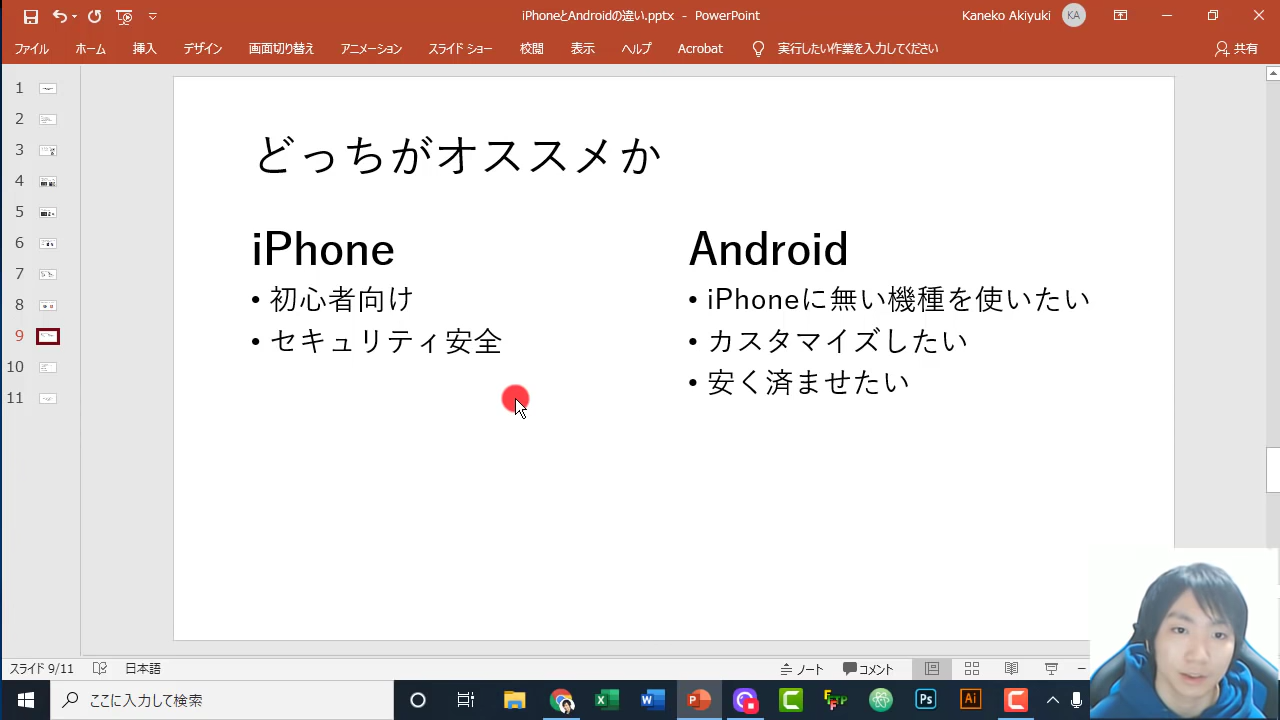 iPhoneとAndroidの違い.pptx - PowerPoint
Kaneko Akiyuki KA
ファイル ホーム 挿入 デザイン 画面切り替え アニメーション スライド ショー 校閲 表示 ヘルプ Acrobat 実行したい作業を入力してください 共有
1
2
3
4
5
6
7
8
9
10
11
どっちがオススメか
iPhone
• 初心者向け
• セキュリティ安全
Android
• iPhoneに無い機種を使いたい
• カスタマイズしたい
• 安く済ませたい
スライド 9/11 日本語 ノート コメント
ここに入力して検索